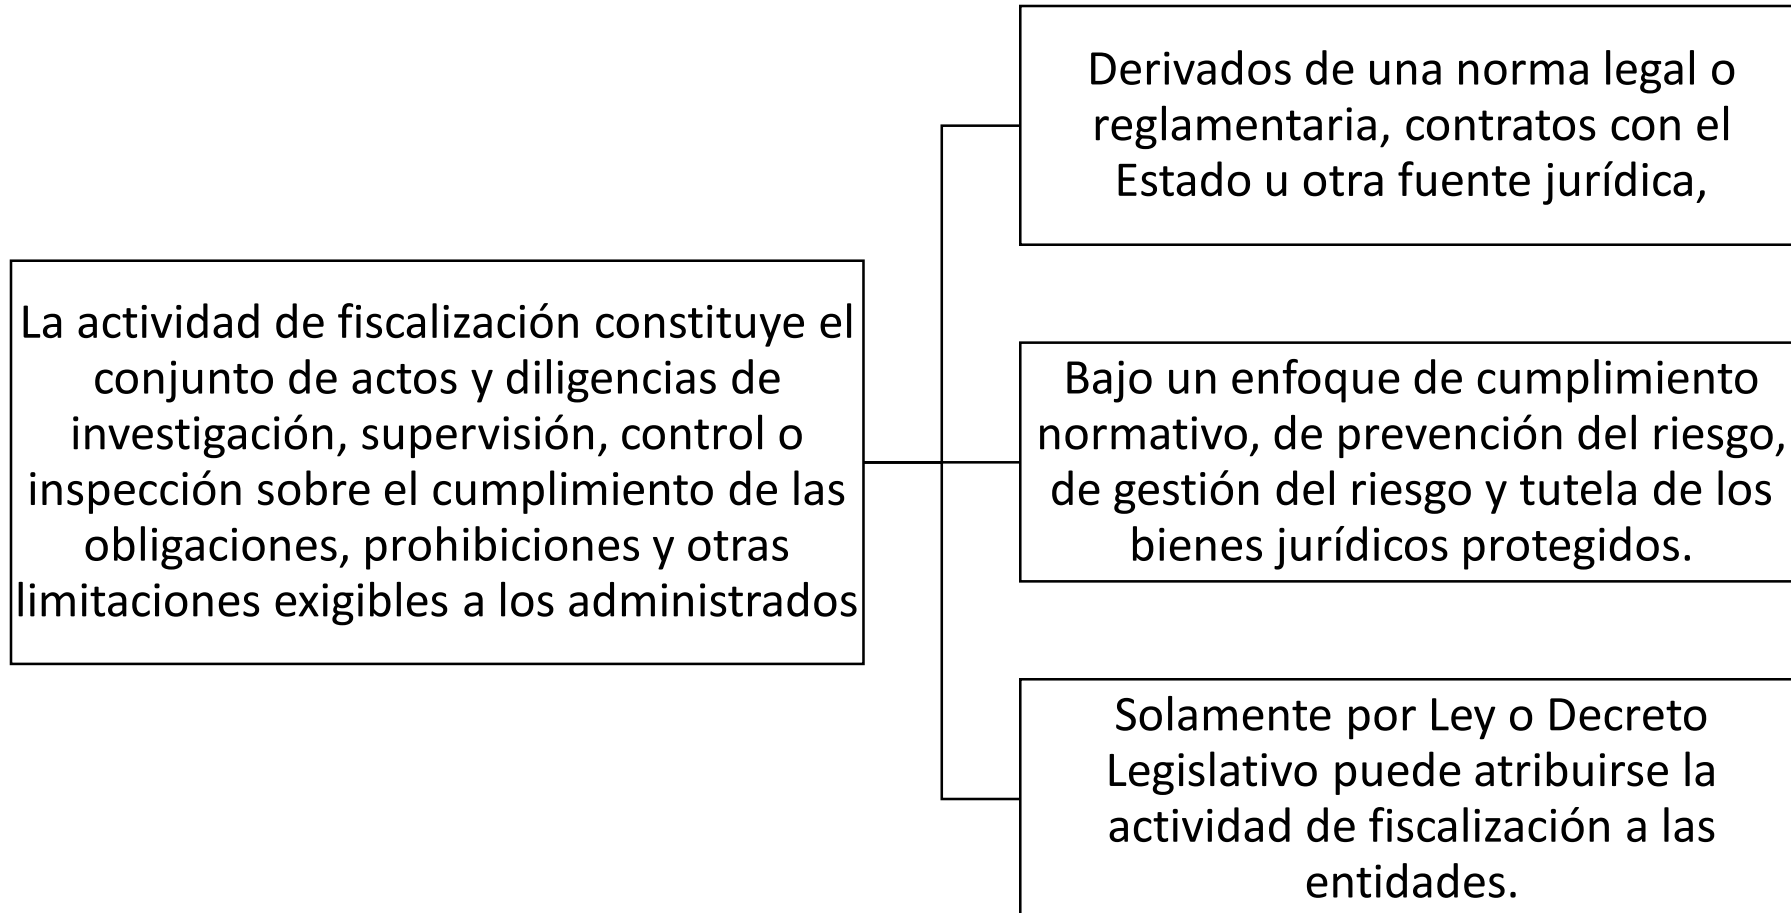 La actividad de fiscalización constituye el
conjunto de actos y diligencias de
investigación, supervisión, control o
inspección sobre el cumplimiento de las
obligaciones, prohibiciones y otras
limitaciones exigibles a los administrados
Derivados de una norma legal o
reglamentaria, contratos con el
Estado u otra fuente jurídica,
Bajo un enfoque de cumplimiento
normativo, de prevención del riesgo,
de gestión del riesgo y tutela de los
bienes jurídicos protegidos.
Solamente por Ley o Decreto
Legislativo puede atribuirse la
actividad de fiscalización a las
entidades.